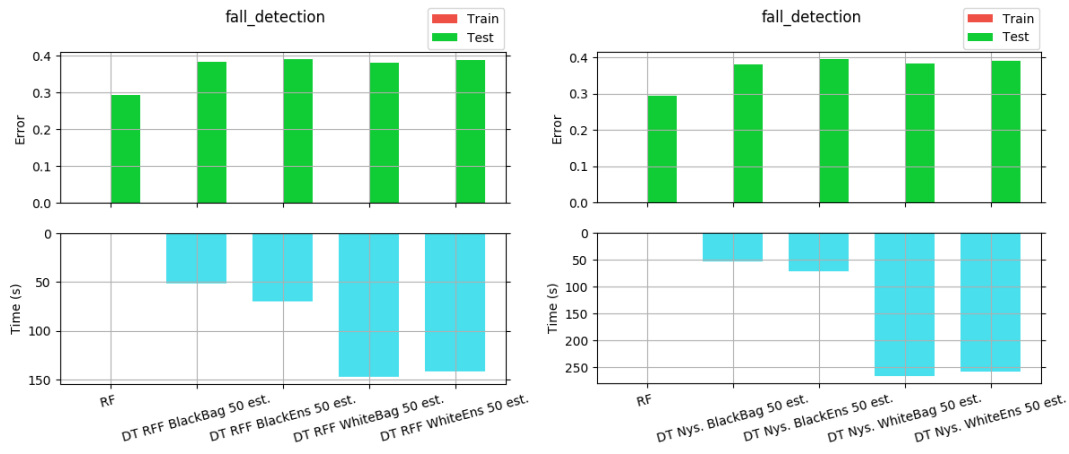 fall_detection
Train
Test
0.4
0.3
0.2
0.1
0.0
Error
0
50
100
150
Time (s)
RF
DT RFF BlackBag 50 est.
DT RFF BlackEns 50 est.
DT RFF WhiteBag 50 est.
DT RFF WhiteEns 50 est.
fall_detection
Train
Test
0.4
0.3
0.2
0.1
0.0
Error
0
50
100
150
200
250
Time (s)
RF
DT Nys. BlackBag 50 est.
DT Nys. BlackEns 50 est.
DT Nys. WhiteBag 50 est.
DT Nys. WhiteEns 50 est.